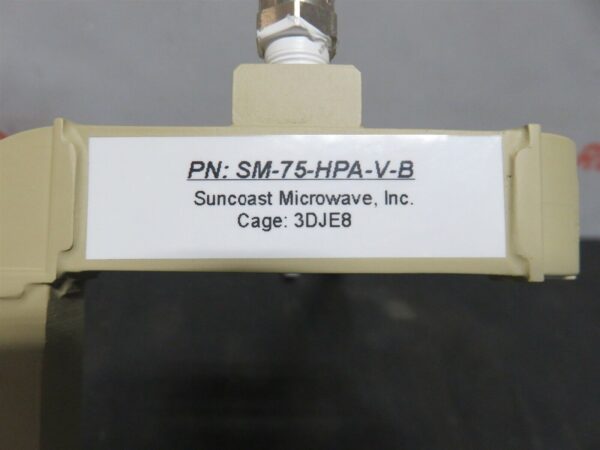 PN: SM-75-HPA-V-B
Suncoast Microwave, Inc.
Cage: 3DJE8